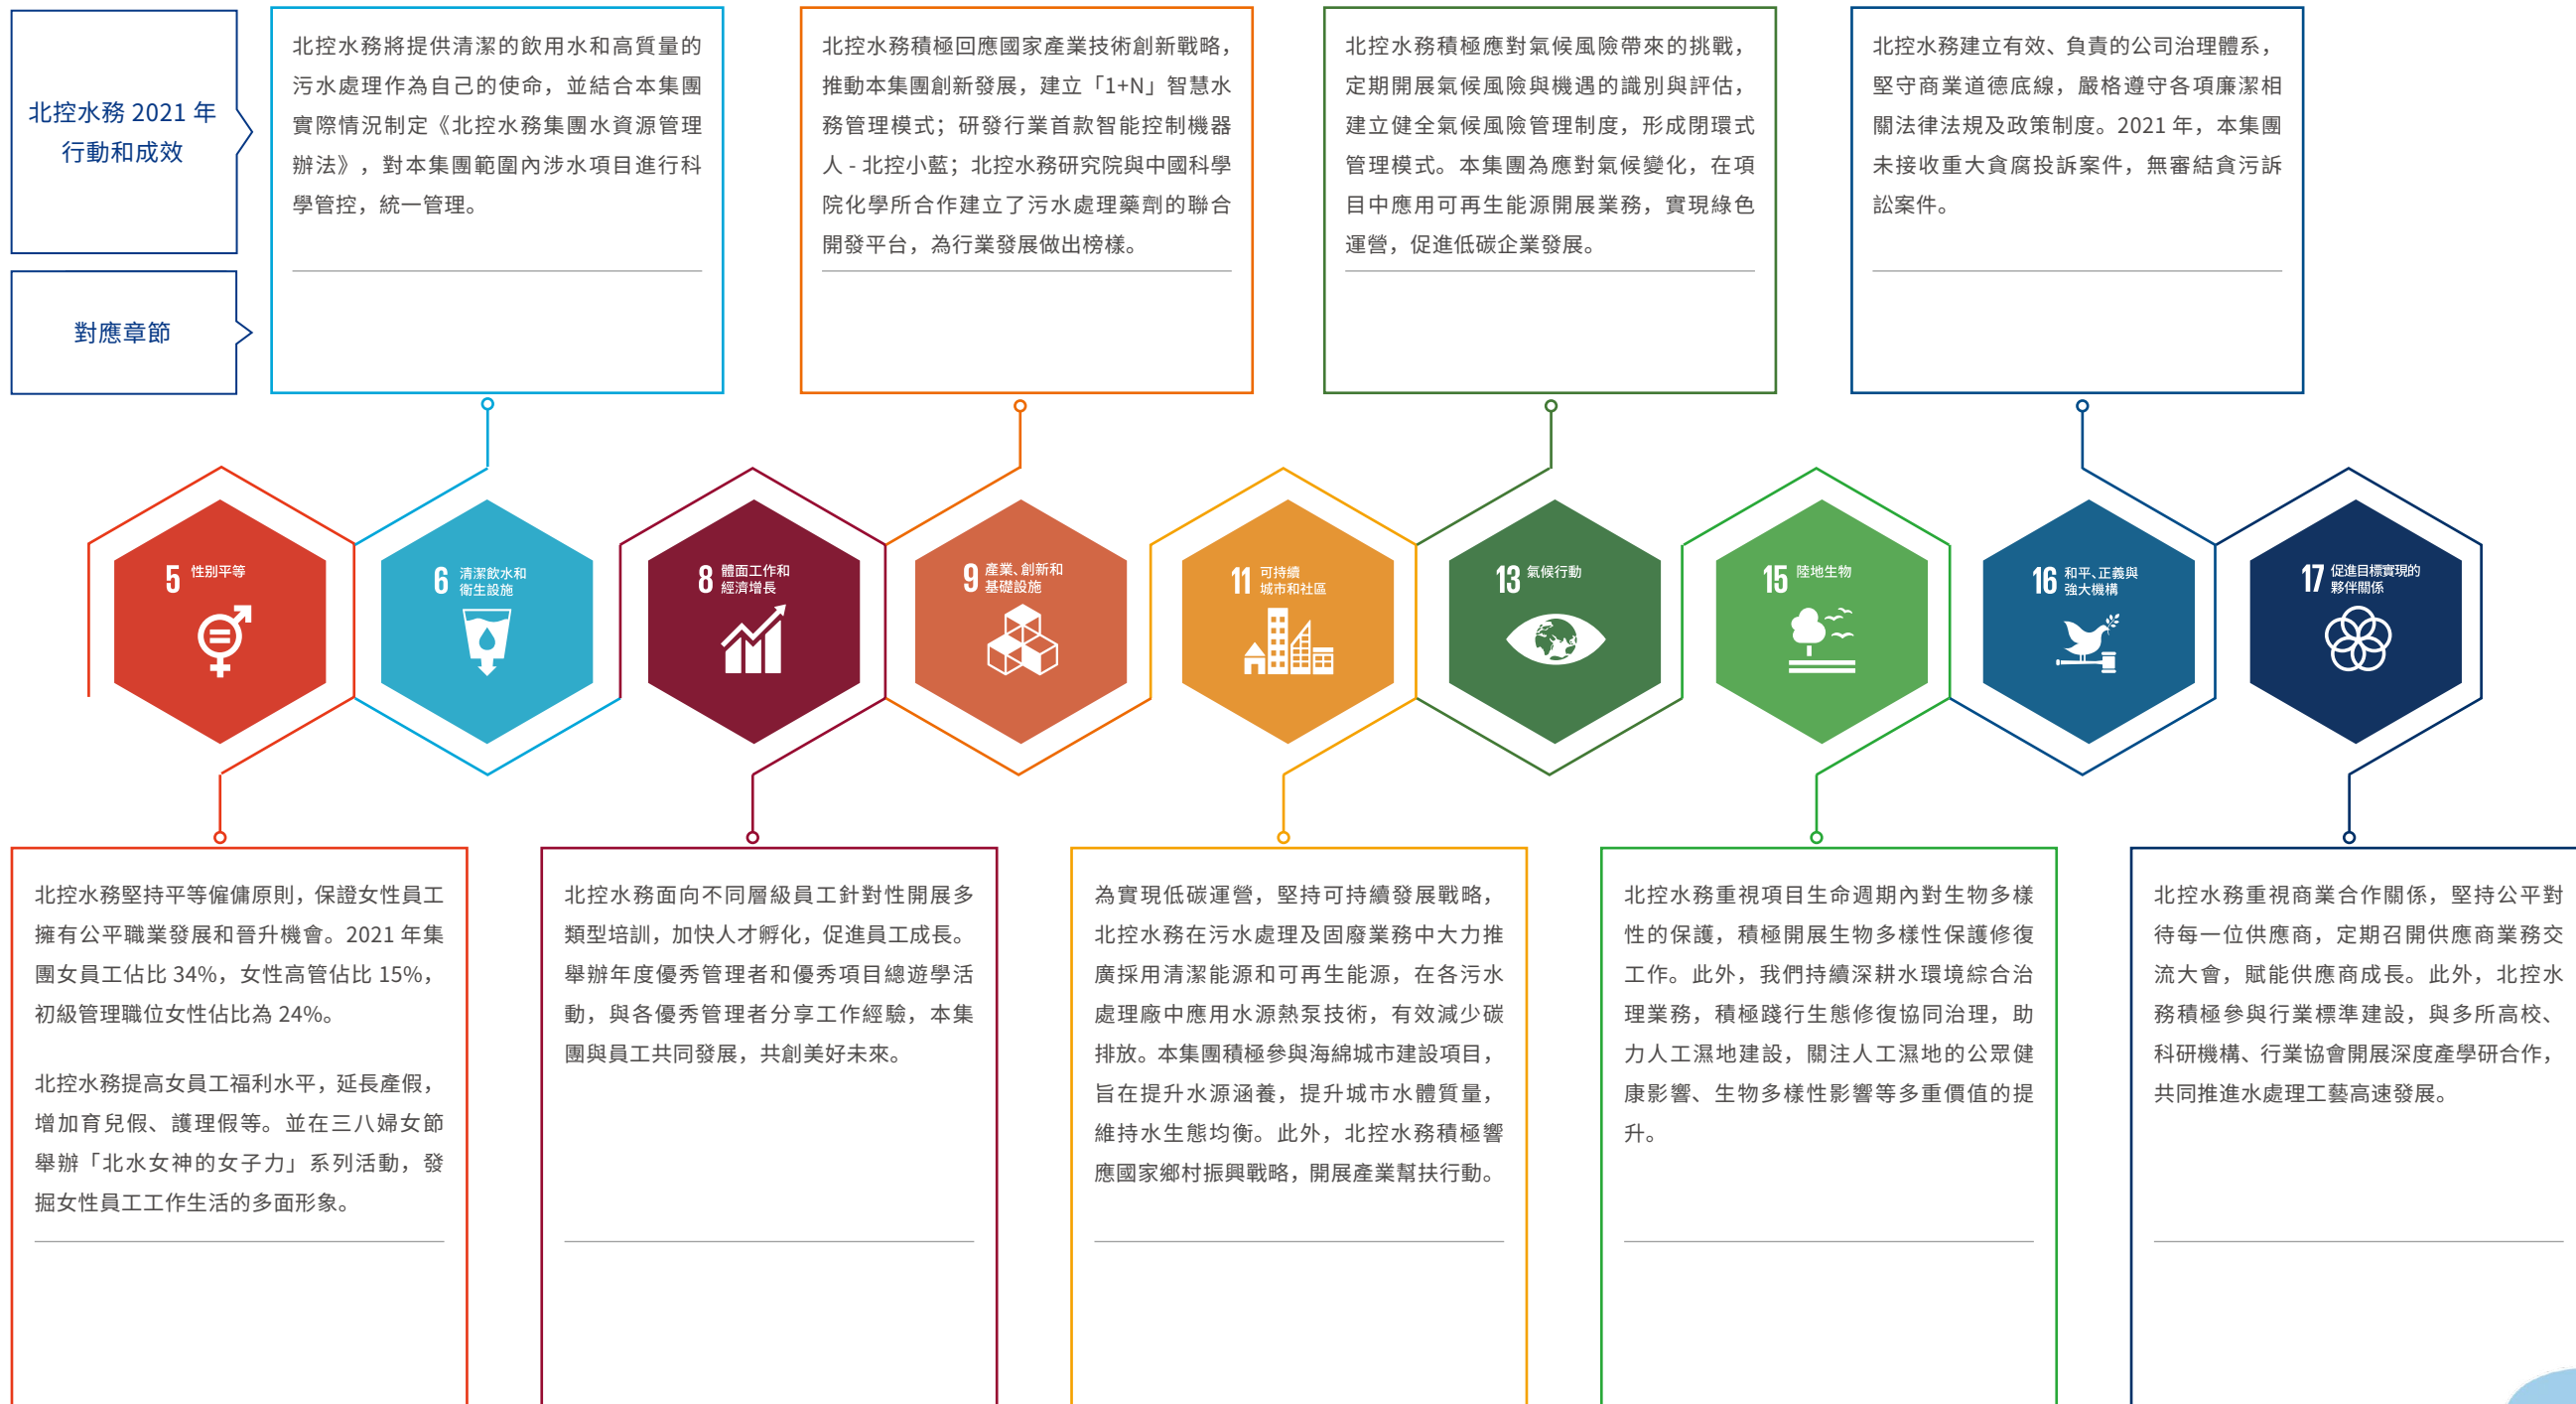 北控水務 2021 年
行動和成效
對應章節
北控水務將提供清潔的飲用水和高質量的
污水處理作為自己的使命，並結合本集團
實際情況制定《北控水務集團水資源管理
辦法》，對本集團範圍內涉水項目進行科
學管控，統一管理。
北控水務積極回應國家產業技術創新戰略，
推動本集團創新發展，建立「1+N」智慧水
務管理模式；研發行業首款智能控制機器
人 - 北控小藍；北控水務研究院與中國科學
院化學所合作建立了污水處理藥劑的聯合
開發平台，為行業發展做出榜樣。
北控水務積極應對氣候風險帶來的挑戰，
定期開展氣候風險與機遇的識別與評估，
建立健全氣候風險管理制度，形成閉環式
管理模式。本集團為應對氣候變化，在項
目中應用可再生能源開展業務，實現綠色
運營，促進低碳企業發展。
北控水務建立有效、負責的公司治理體系，
堅守商業道德底線，嚴格遵守各項廉潔相
關法律法規及政策制度。2021 年，本集團
未接收重大貪腐投訴案件，無審結貪污訴
訟案件。
5 性別平等
6 清潔飲水和
衛生設施
8 體面工作和
經濟增長
9 產業、創新和
基礎設施
11 可持續
城市和社區
13 氣候行動
15 陸地生物
16 和平、正義與
強大機構
17 促進目標實現的
夥伴關係
北控水務堅持平等僱傭原則，保證女性員工
擁有公平職業發展和晉升機會。2021 年集
團女員工佔比 34%，女性高管佔比 15%，
初級管理職位女性佔比為 24%。
北控水務提高女員工福利水平，延長產假，
增加育兒假、護理假等。並在三八婦女節
舉辦「北水女神的女子力」系列活動，發
掘女性員工工作生活的多面形象。
北控水務面向不同層級員工針對性開展多
類型培訓，加快人才孵化，促進員工成長。
舉辦年度優秀管理者和優秀項目總遊學活
動，與各優秀管理者分享工作經驗，本集
團與員工共同發展，共創美好未來。
為實現低碳運營，堅持可持續發展戰略，
北控水務在污水處理及固廢業務中大力推
廣採用清潔能源和可再生能源，在各污水
處理廠中應用水源熱泵技術，有效減少碳
排放。本集團積極參與海綿城市建設項目，
旨在提升水源涵養，提升城市水體質量，
維持水生態均衡。此外，北控水務積極響
應國家鄉村振興戰略，開展產業幫扶行動。
北控水務重視項目生命週期內對生物多樣
性的保護，積極開展生物多樣性保護修復
工作。此外，我們持續深耕水環境綜合治
理業務，積極踐行生態修復協同治理，助
力人工濕地建設，關注人工濕地的公眾健
康影響、生物多樣性影響等多重價值的提
升。
北控水務重視商業合作關係，堅持公平對
待每一位供應商，定期召開供應商業務交
流大會，賦能供應商成長。此外，北控水
務積極參與行業標準建設，與多所高校、
科研機構、行業協會開展深度產學研合作，
共同推進水處理工藝高速發展。